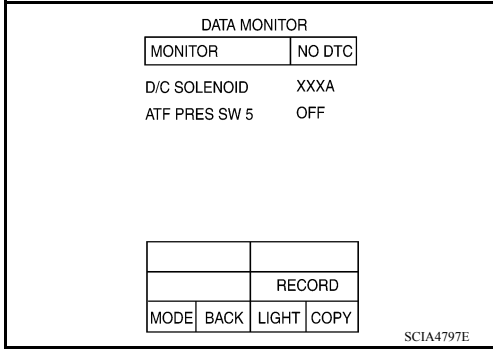 DATA MONITOR
MONITOR NO DTC
D/C SOLENOID XXXA
ATF PRES SW 5 OFF
RECORD
MODE BACK LIGHT COPY
SCIA4797E